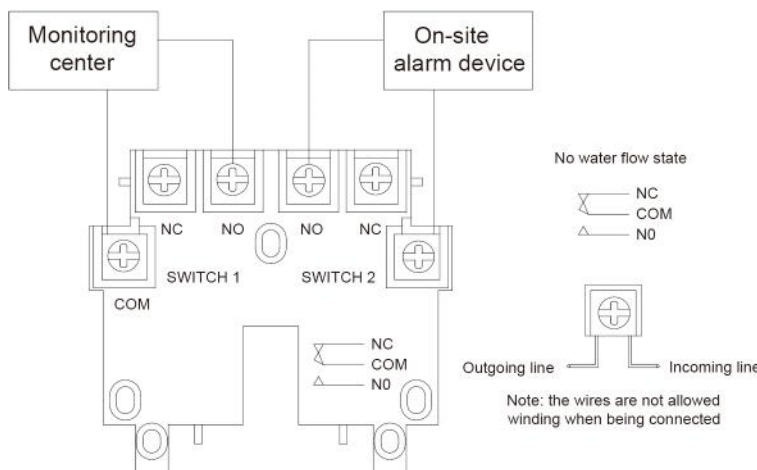 Monitoring
center
On-site
alarm device
No water flow state
NC
COM
N0
NC
NO
NO
NC
SWITCH 1
SWITCH 2
COM
NC
COM
N0
Outgoing line
Incoming line
Note: the wires are not allowed
winding when being connected